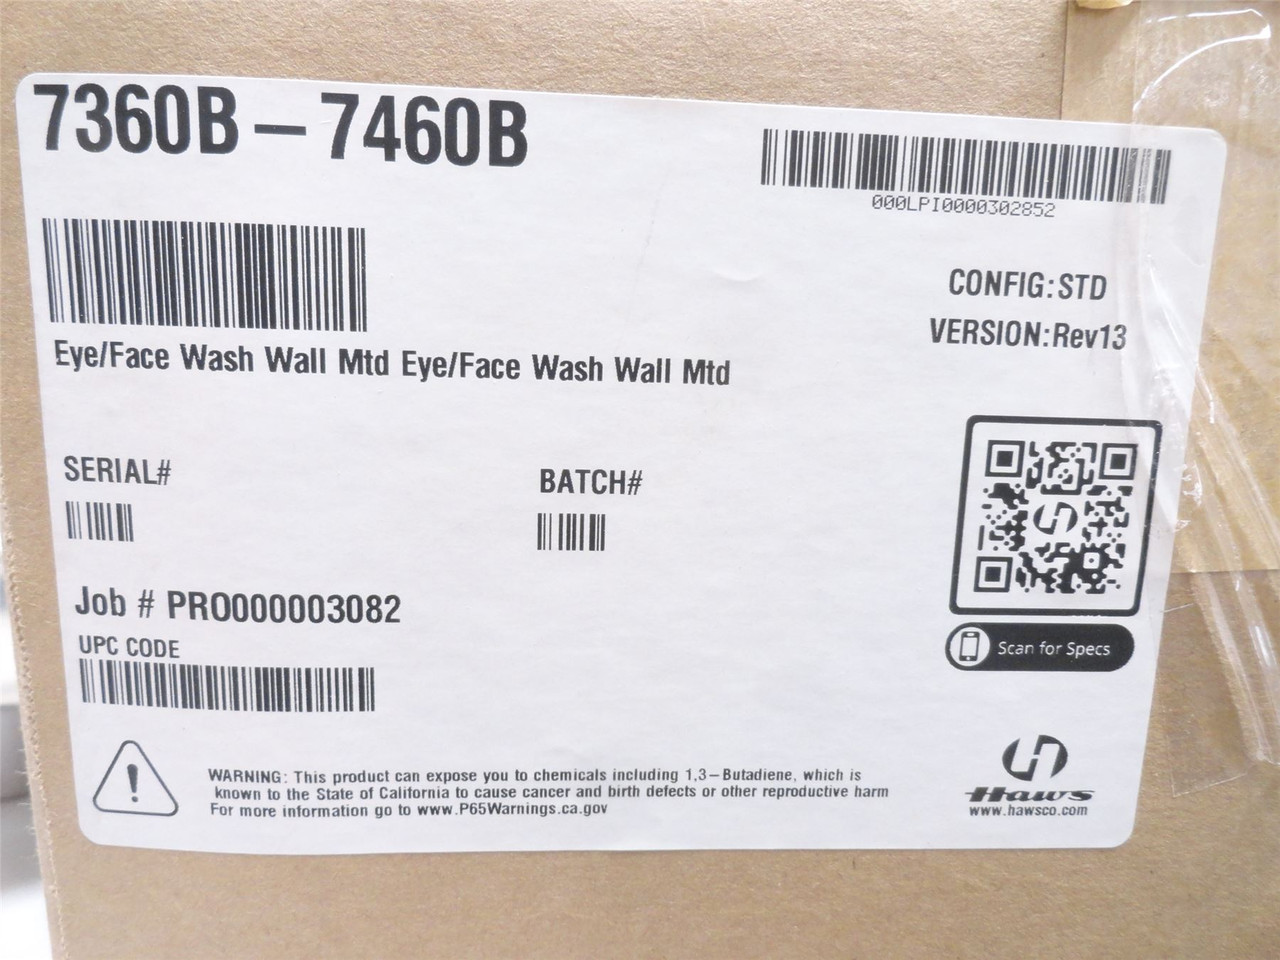 7360B – 7460B
000LPI0000302852
CONFIG:STD
VERSION:Rev13
Eye/Face Wash Wall Mtd Eye/Face Wash Wall Mtd
SERIAL#
BATCH#
Job # PRO000003082
UPC CODE
Scan for Specs
WARNING: This product can expose you to chemicals including 1,3–Butadiene, which is
known to the State of California to cause cancer and birth defects or other reproductive harm
For more information go to www.P65Warnings.ca.gov
Haws
www.hawsco.com